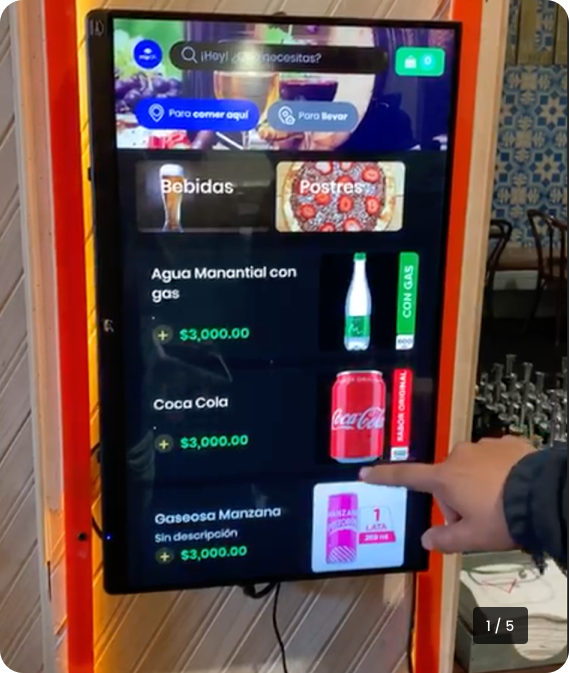 ¡Hey! ¿ necesitas?
0
Para comer aquí
Para llevar
Bebidas
Postres
Agua Manantial con
gas
$3,000.00
CON GAS
Coca Cola
$3,000.00
Coca-Cola
SABOR ORIGINAL
Gaseosa Manzana
Sin descripción
$3,000.00
MANZANA
1
LATA
1 / 5